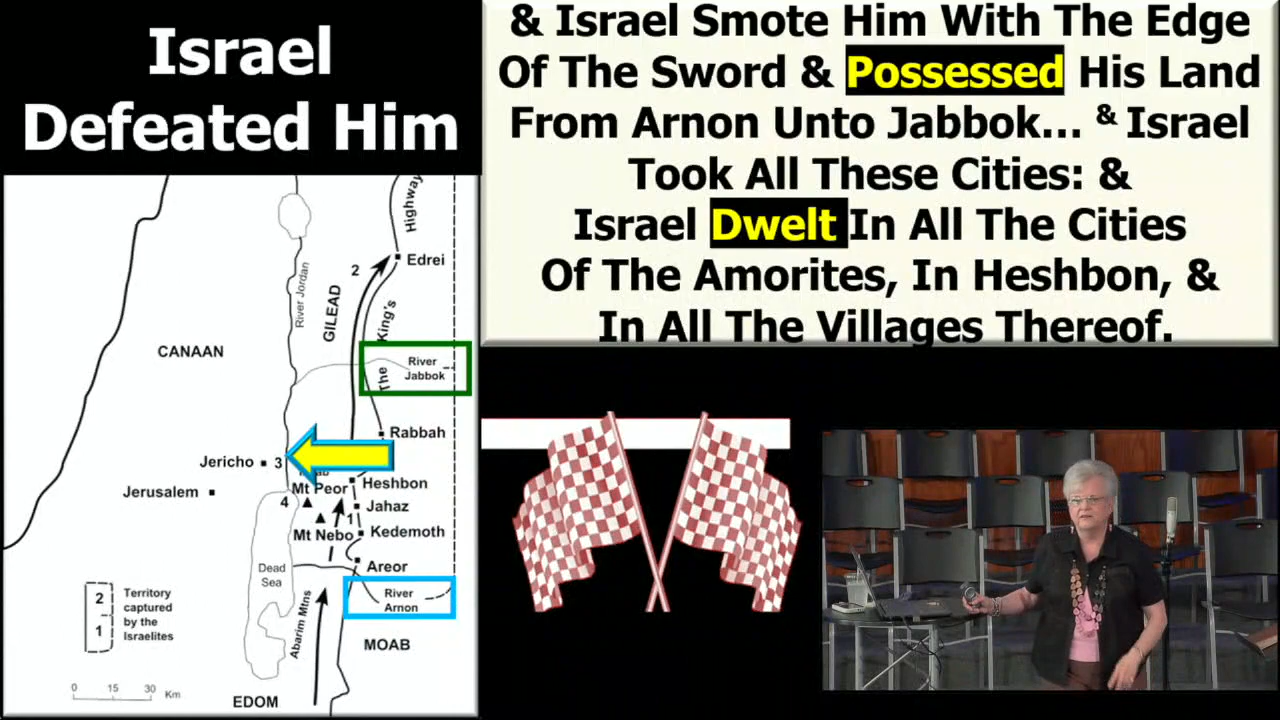 Israel
Defeated Him
& Israel Smote Him With The Edge
Of The Sword & Possessed His Land
From Arnon Unto Jabbok... & Israel
Took All These Cities: &
Israel Dwelt In All The Cities
Of The Amorites, In Heshbon, &
In All The Villages Thereof.
The King's Highway
Edrei
2
River Jordan
GILEAD
CANAAN
River
Jabbok
Rabbah
Jericho
3
Mt Peor
Heshbon
Jerusalem
4
Jahaz
1
Kedemoth
Mt Nebo
Areor
Dead
Sea
River
Arnon
Abarim Mtns
2
1
Territory
captured
by the
Israelites
MOAB
0 15 30 Km
EDOM